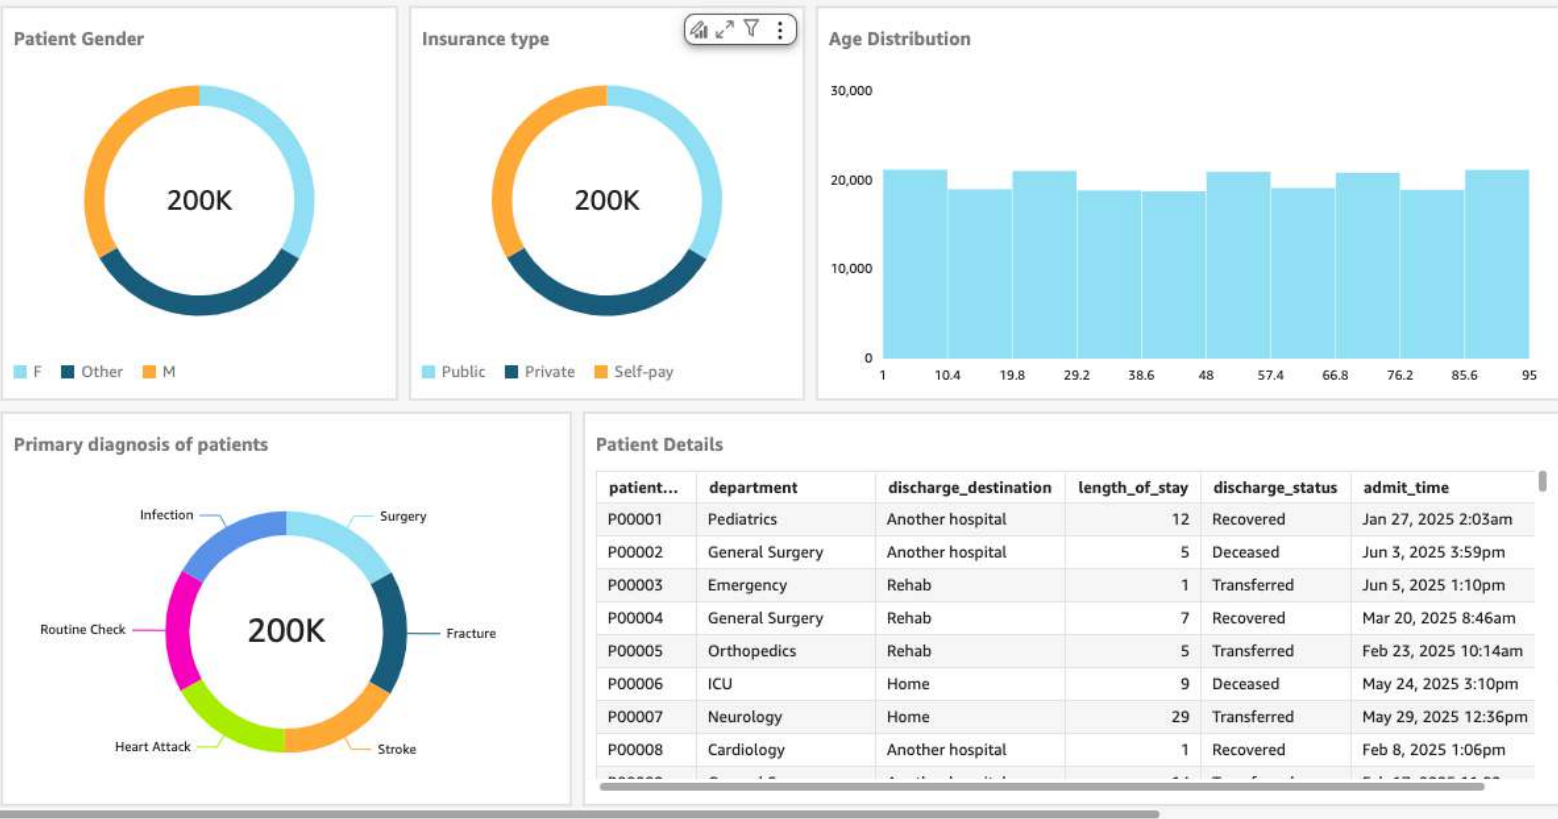 Patient Gender
200K
F Other M
Insurance type
200K
Public Private Self-pay
Age Distribution
30,000
20,000
10,000
0
1 10.4 19.8 29.2 38.6 48 57.4 66.8 76.2 85.6 95
Primary diagnosis of patients
Infection
Surgery
Routine Check
200K
Fracture
Heart Attack
Stroke
Patient Details
patient... department discharge_destination length_of_stay discharge_status admit_time
P00001 Pediatrics Another hospital 12 Recovered Jan 27, 2025 2:03am
P00002 General Surgery Another hospital 5 Deceased Jun 3, 2025 3:59pm
P00003 Emergency Rehab 1 Transferred Jun 5, 2025 1:10pm
P00004 General Surgery Rehab 7 Recovered Mar 20, 2025 8:46am
P00005 Orthopedics Rehab 5 Transferred Feb 23, 2025 10:14am
P00006 ICU Home 9 Deceased May 24, 2025 3:10pm
P00007 Neurology Home 29 Transferred May 29, 2025 12:36pm
P00008 Cardiology Another hospital 1 Recovered Feb 8, 2025 1:06pm